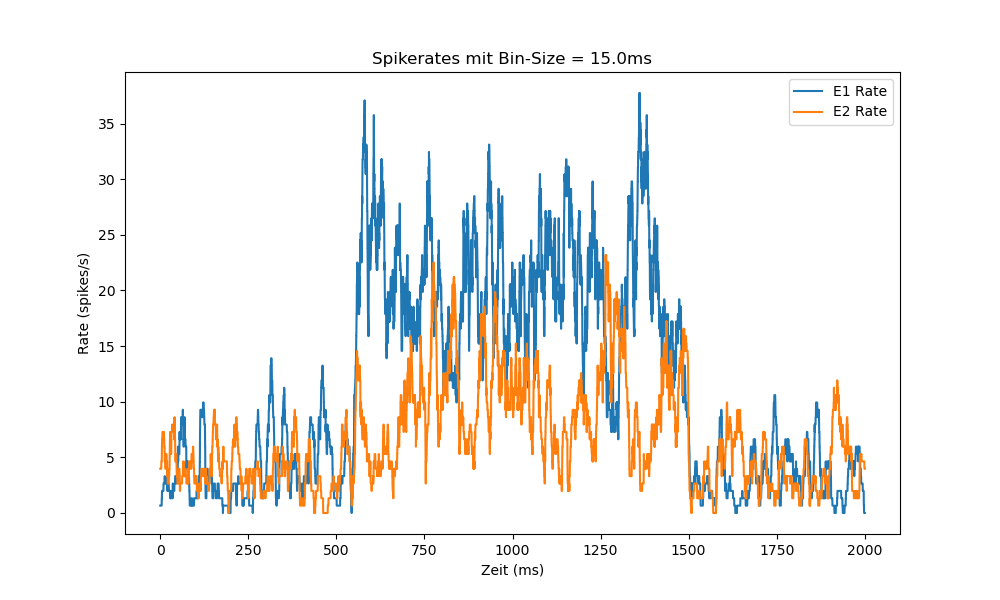 Spikerates mit Bin-Size = 15.0ms
E1 Rate
E2 Rate
35
30
25
20
15
10
5
0
Rate (spikes/s)
0 250 500 750 1000 1250 1500 1750 2000
Zeit (ms)